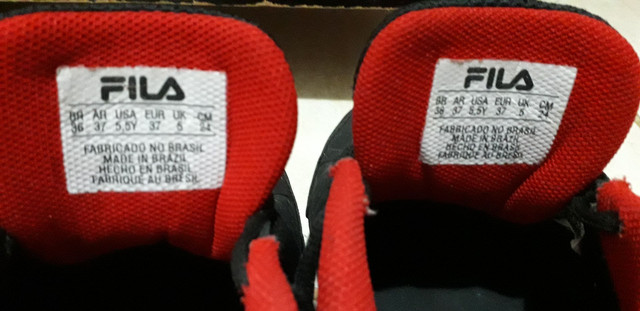 FILA
BR AR USA EUR UK CM
36 37 5,5Y 37 5 24
FABRICADO NO BRASIL
MADE IN BRAZIL
HECHO EN BRASIL
FABRIQUÉ AU BRESIL
FILA
BR AR USA EUR UK CM
36 37 5,5Y 37 5 24
FABRICADO NO BRASIL
MADE IN BRAZIL
HECHO EN BRASIL
FABRIQUÉ AU BRESIL